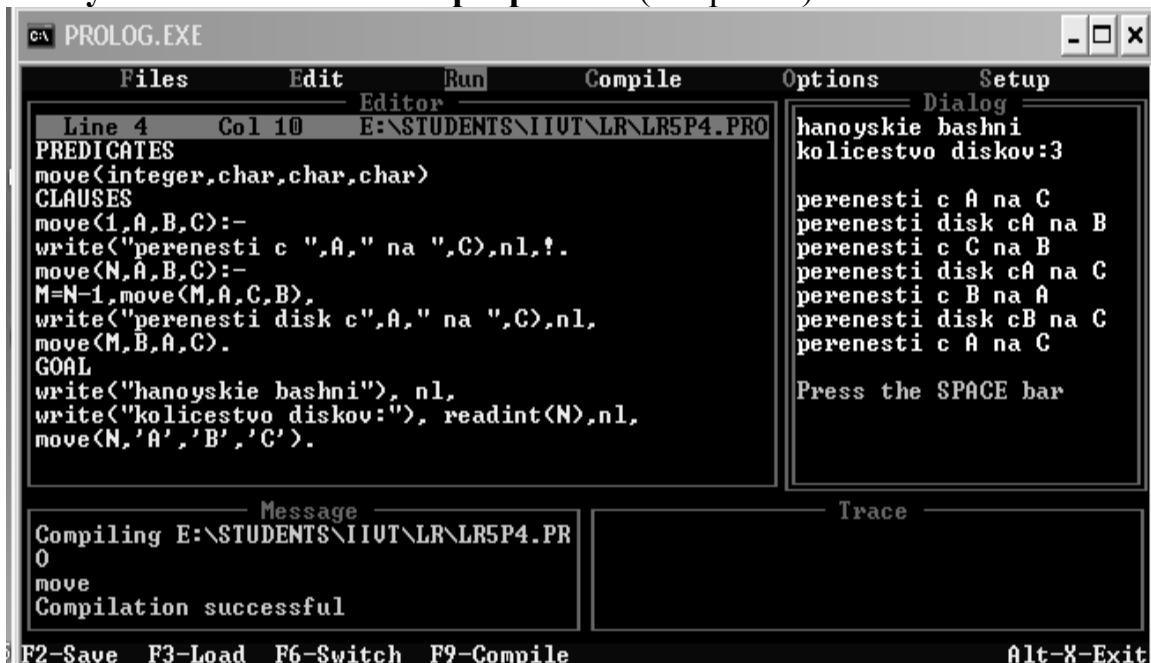 PROLOG.EXE
Files Edit Run Compile Options Setup
Editor
Line 4 Col 10 E:\STUDENTS\IIVT\LR\LR5P4.PRO
PREDICATES
move(integer,char,char,char)
CLAUSES
move(1,A,B,C):-
write("perenesti c ",A," na ",C),nl,!.
move(N,A,B,C):-
M=N-1,move(M,A,C,B),
write("perenesti disk c",A," na ",C),nl,
move(M,B,A,C).
GOAL
write("hanoyskie bashni"), nl,
write("kolicestvo diskov:"), readint(N),nl,
move(N,'A','B','C').
Dialog
hanoyskie bashni
kolicestvo diskov:3
perenesti c A na C
perenesti disk cA na B
perenesti c C na B
perenesti disk cA na C
perenesti c B na A
perenesti disk cB na C
perenesti c A na C
Press the SPACE bar
Message
Compiling E:\STUDENTS\IIVT\LR\LR5P4.PR
O
move
Compilation successful
Trace
F2-Save F3-Load F6-Switch F9-Compile Alt-X-Exit